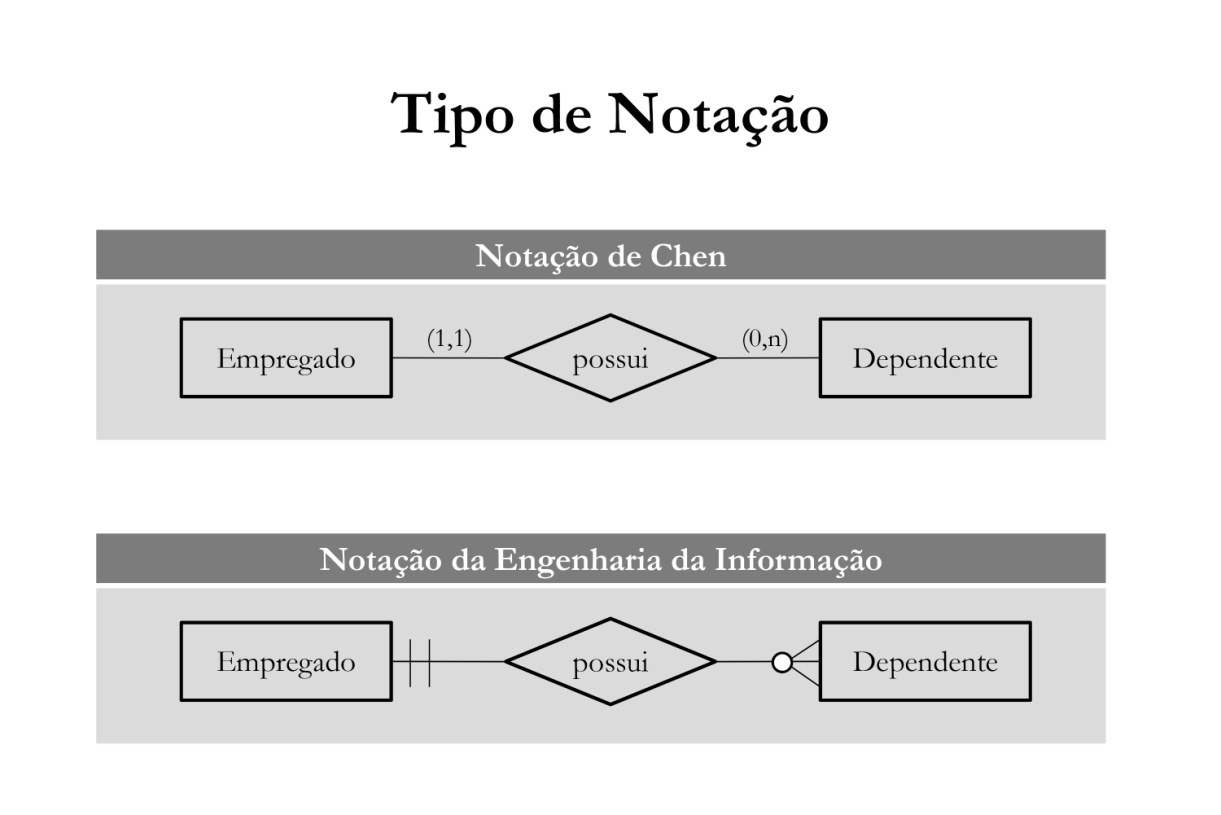 Tipo de Notação
Notação de Chen
Empregado
(1,1)
possui
(0,n)
Dependente
Notação da Engenharia da Informação
Empregado
possui
Dependente